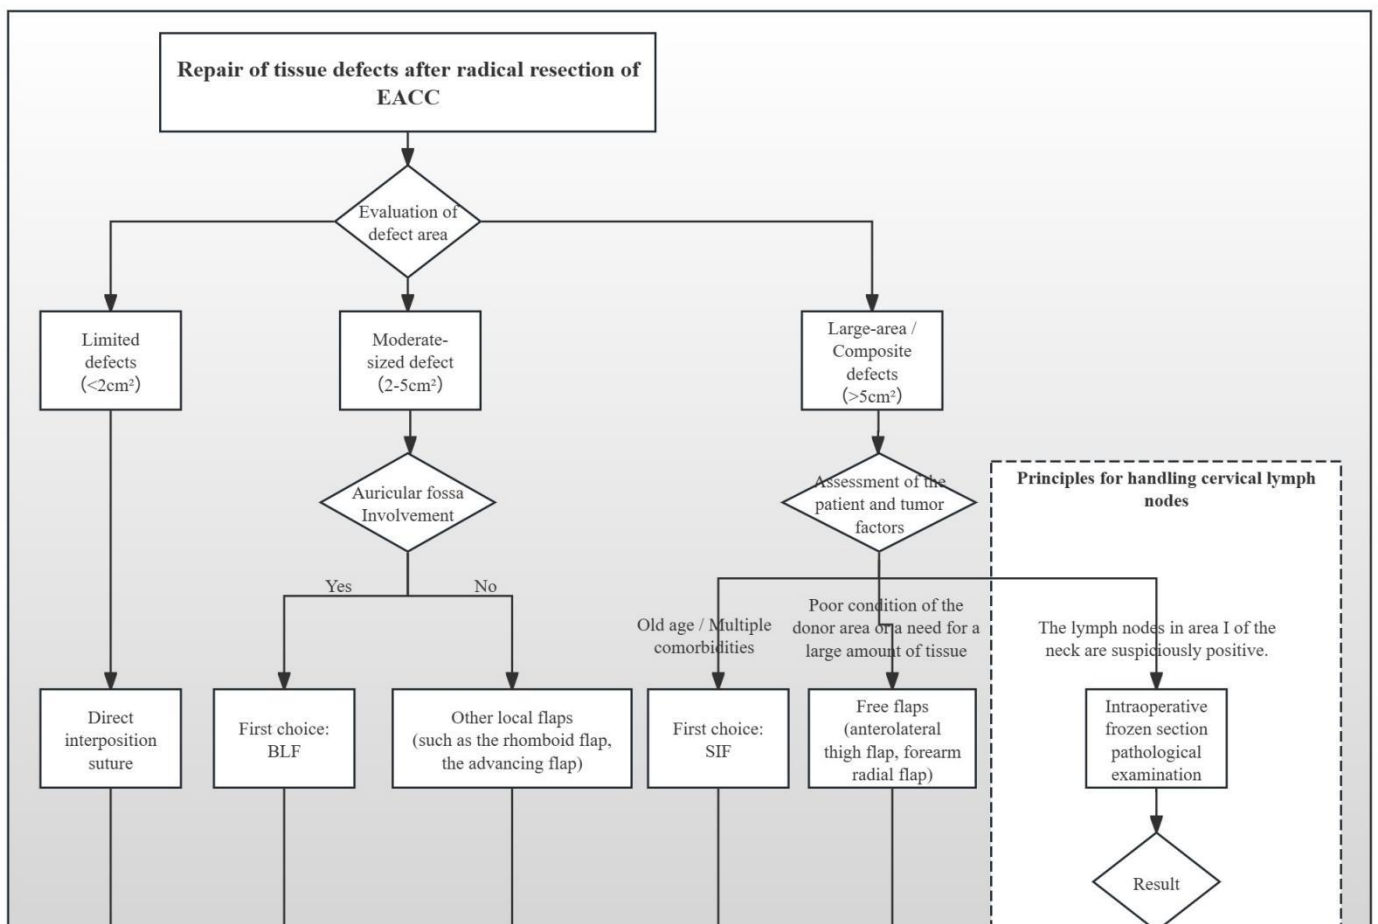 Repair of tissue defects after radical resection of
EACC
Evaluation of
defect area
Limited
defects
（<2cm²）
Moderate-
sized defect
（2-5cm²）
Large-area /
Composite
defects
（>5cm²）
Auricular fossa
Involvement
Assessment of the
patient and tumor
factors
Principles for handling cervical lymph
nodes
Yes
No
Old age / Multiple
comorbidities
Poor condition of the
donor area or a need for a
large amount of tissue
The lymph nodes in area I of the
neck are suspiciously positive.
Direct
interposition
suture
First choice:
BLF
Other local flaps
(such as the rhomboid flap,
the advancing flap)
First choice:
SIF
Free flaps
(anterolateral
thigh flap, forearm
radial flap)
Intraoperative
frozen section
pathological
examination
Result